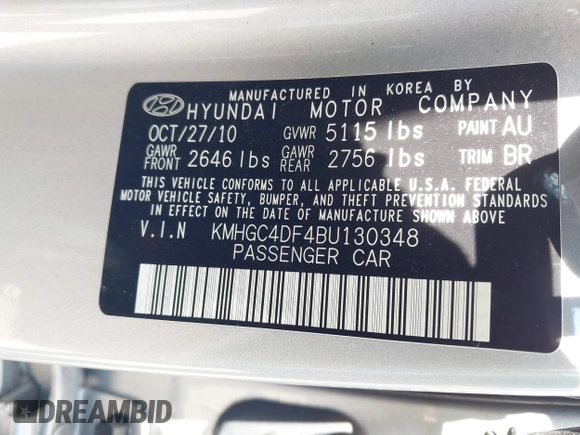 MANUFACTURED IN KOREA BY
HYUNDAI MOTOR COMPANY
OCT/27/10 GVWR 5115 lbs PAINT AU
GAWR FRONT 2646 lbs GAWR REAR 2756 lbs TRIM BR
THIS VEHICLE CONFORMS TO ALL APPLICABLE U.S.A. FEDERAL
MOTOR VEHICLE SAFETY, BUMPER, AND THEFT PREVENTION STANDARDS
IN EFFECT ON THE DATE OF MANUFACTURE SHOWN ABOVE
V.I.N KMHGC4DF4BU130348
PASSENGER CAR
DREAMBID